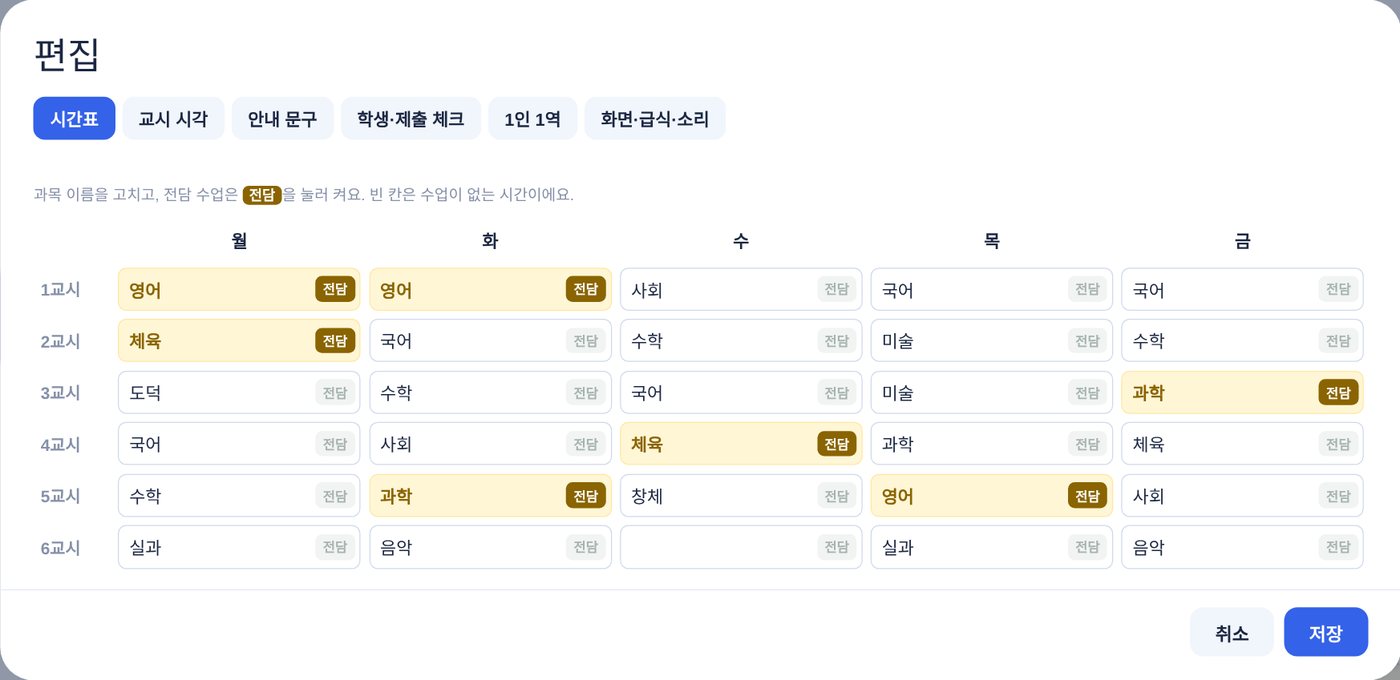 편집
시간표 교시 시각 안내 문구 학생·제출 체크 1인 1역 화면·급식·소리
과목 이름을 고치고, 전담 수업은 전담을 눌러 켜요. 빈 칸은 수업이 없는 시간이에요.
월 화 수 목 금
1교시 영어 전담 영어 전담 사회 전담 국어 전담 국어 전담
2교시 체육 전담 국어 전담 수학 전담 미술 전담 수학 전담
3교시 도덕 전담 수학 전담 국어 전담 미술 전담 과학 전담
4교시 국어 전담 사회 전담 체육 전담 과학 전담 체육 전담
5교시 수학 전담 과학 전담 창체 전담 영어 전담 사회 전담
6교시 실과 전담 음악 전담 전담 실과 전담 음악 전담
취소 저장